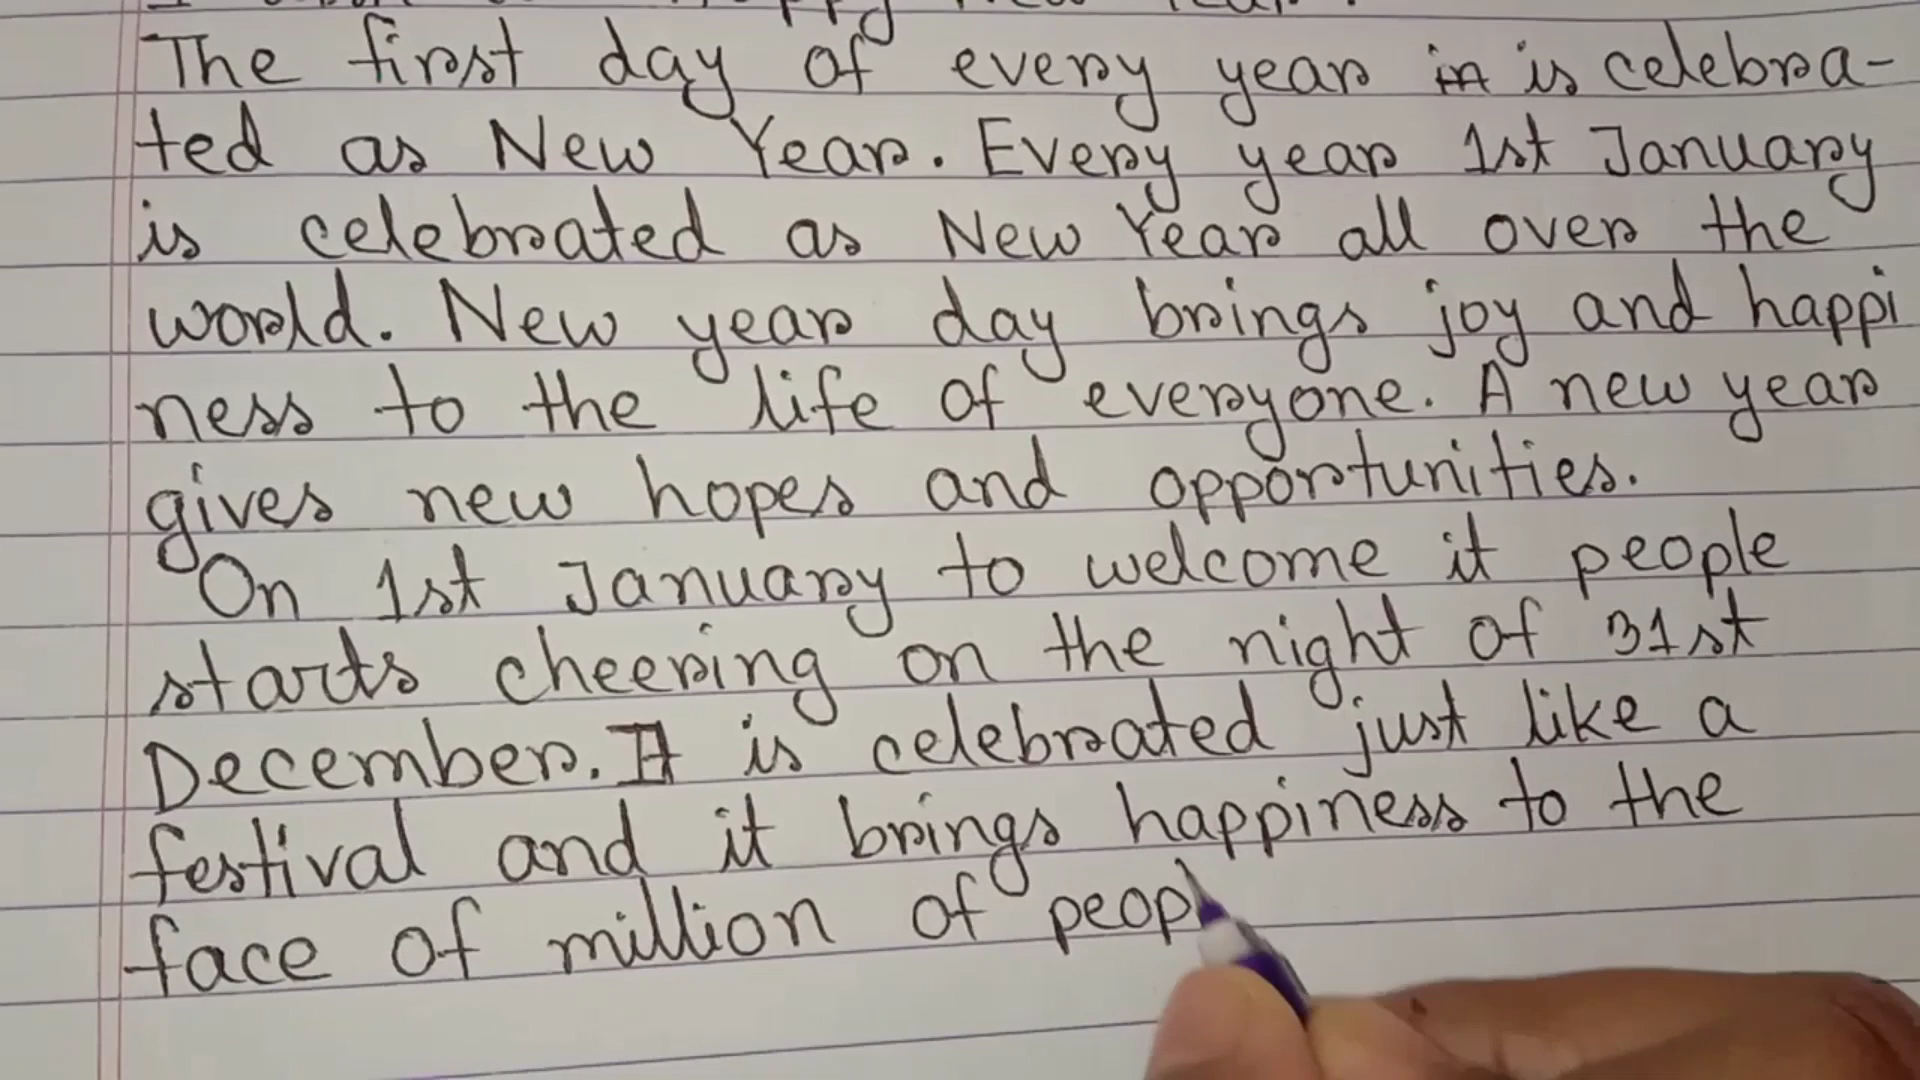 The first day of every year in is celebra-
ted as New Year. Every year 1st January
is celebrated as New Year all over the
world. New year day brings joy and happi
ness to the life of everyone. A new year
gives new hopes and opportunities.
On 1st January to welcome it people
starts cheering on the night of 31st
December. It is celebrated just like a
festival and it brings happiness to the
face of million of peop